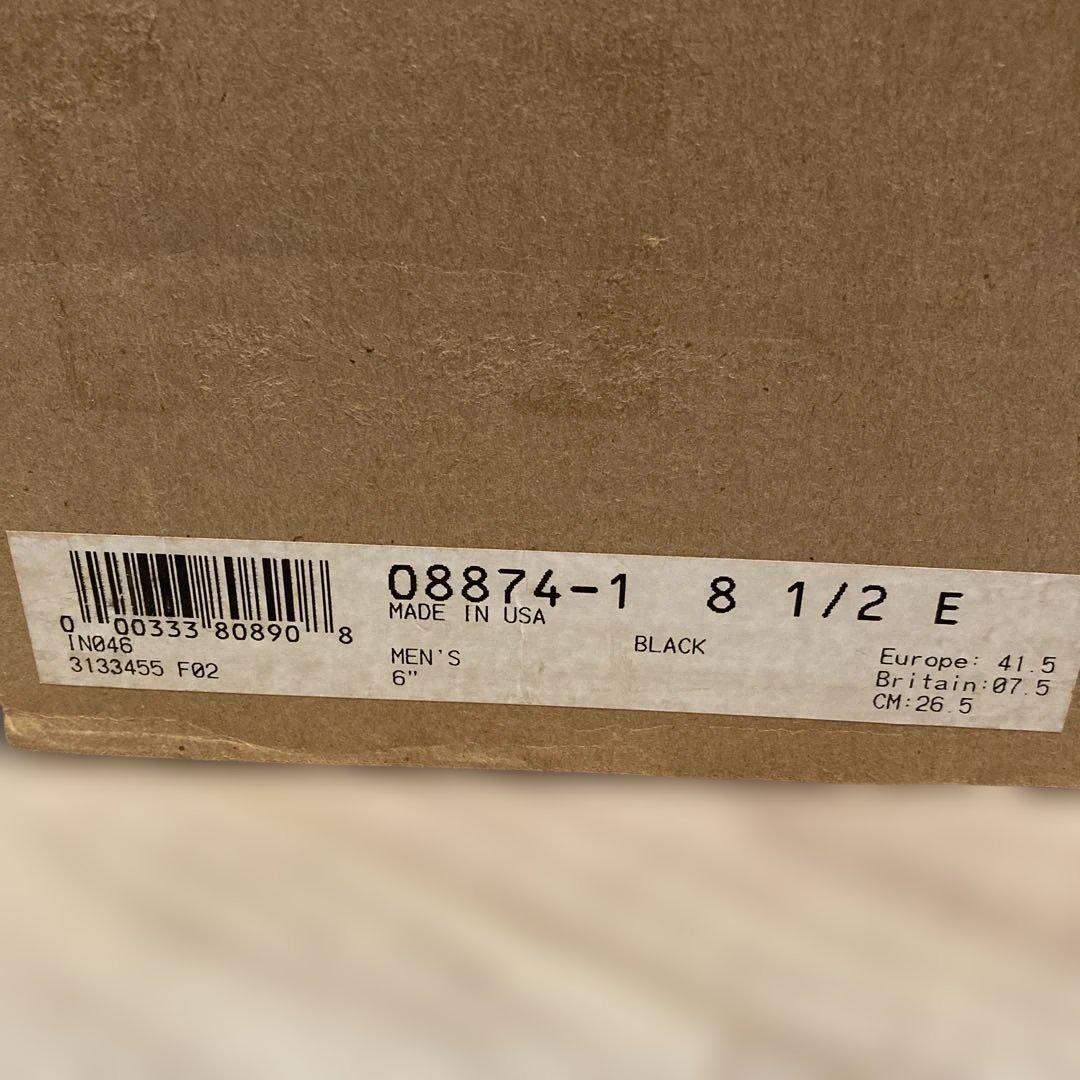 08874-1 8 1/2 E
MADE IN USA
0 00333 80890 8
IN046
3133455 F02
MEN'S
6"
BLACK
Europe: 41.5
Britain:07.5
CM:26.5